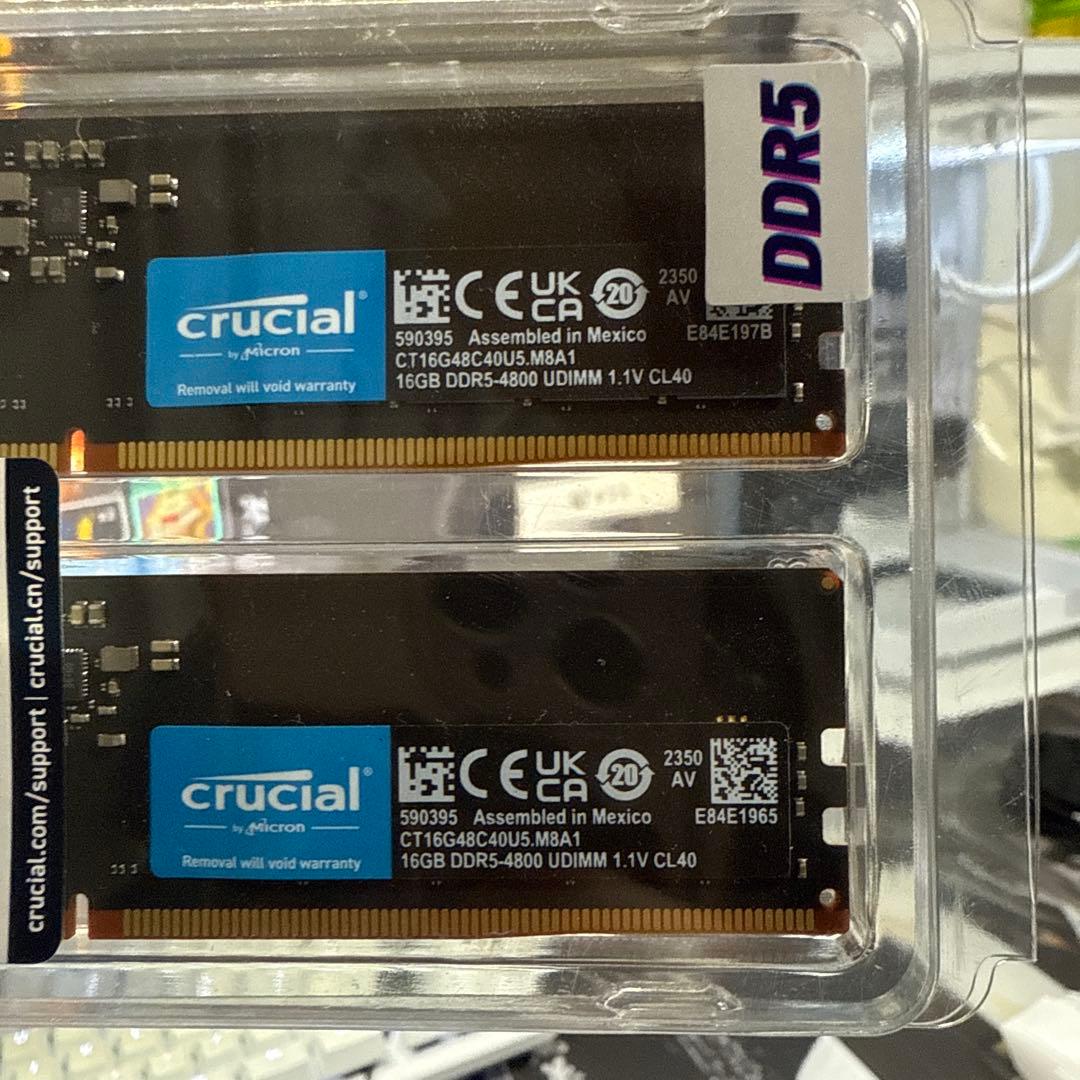 DDR5
crucial®
by Micron
Removal will void warranty
CE UK CA 20
2350
AV
590395 Assembled in Mexico
E84E197B
CT16G48C40U5.M8A1
16GB DDR5-4800 UDIMM 1.1V CL40
crucial.com/support | crucial.cn/support
crucial®
by Micron
Removal will void warranty
CE UK CA 20
2350
AV
590395 Assembled in Mexico
E84E1965
CT16G48C40U5.M8A1
16GB DDR5-4800 UDIMM 1.1V CL40